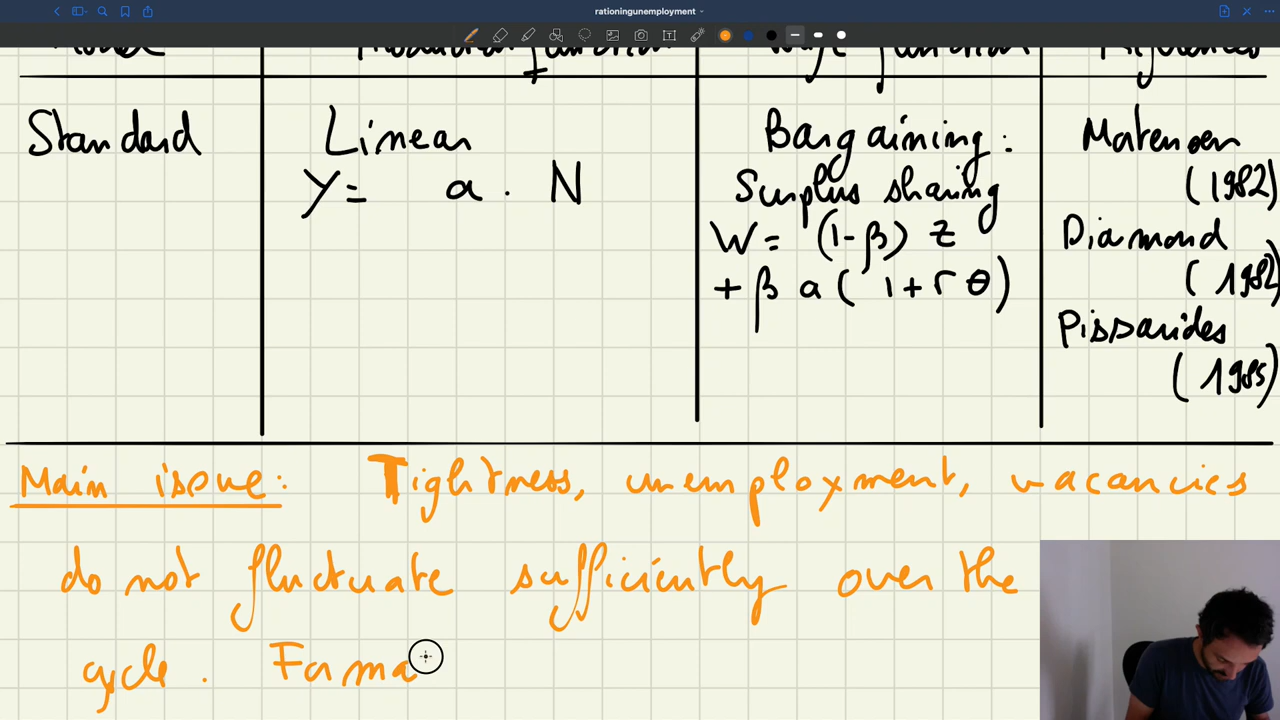 rationingunemployment
Standard
Linear
Y = a . N
Bargaining :
Surplus sharing
W = (1-β) z
+ β a ( 1 + r θ )
Mortensen
(1982)
Diamond
(1982)
Pissarides
(1985)
Main issue: Tightness, unemployment, vacancies
do not fluctuate sufficiently over the
cycle. Forma